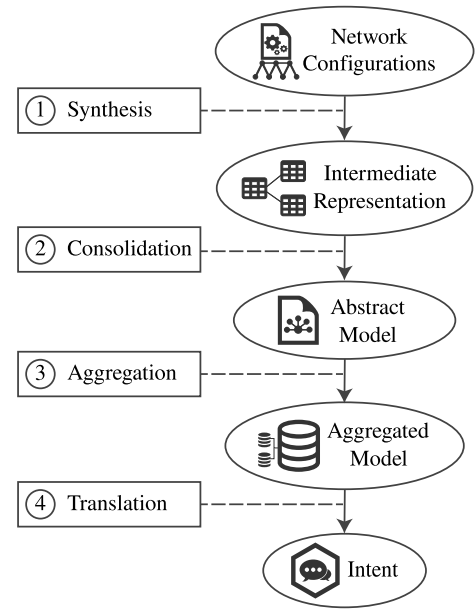 Network
Configurations
1 Synthesis
Intermediate
Representation
2 Consolidation
Abstract
Model
3 Aggregation
Aggregated
Model
4 Translation
Intent